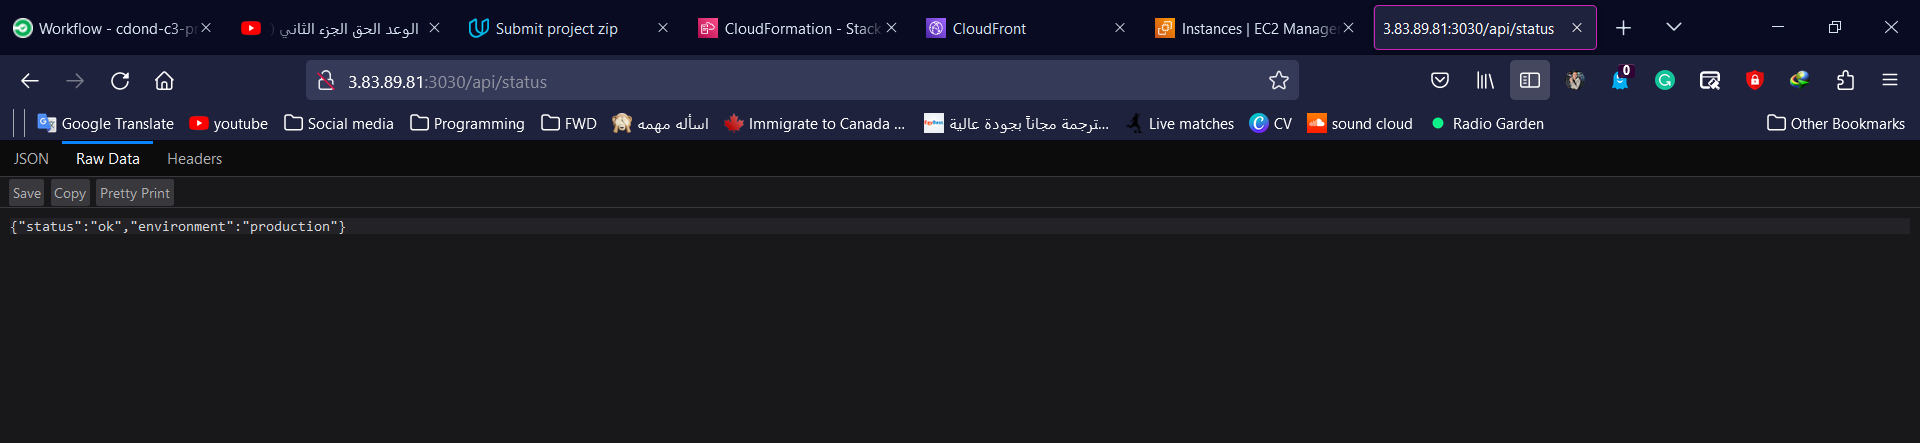 Workflow - cdond-c3-pr
الوعد الحق الجزء الثاني (
Submit project zip
CloudFormation - Stack
CloudFront
Instances | EC2 Manage
3.83.89.81:3030/api/status
3.83.89.81:3030/api/status
0
Google Translate
youtube
Social media
Programming
FWD
اسأله مهمه
Immigrate to Canada ...
EgyBest
ترجمة مجاناً بجودة عالية...
Live matches
CV
sound cloud
Radio Garden
Other Bookmarks
JSON
Raw Data
Headers
Save
Copy
Pretty Print
{"status":"ok","environment":"production"}